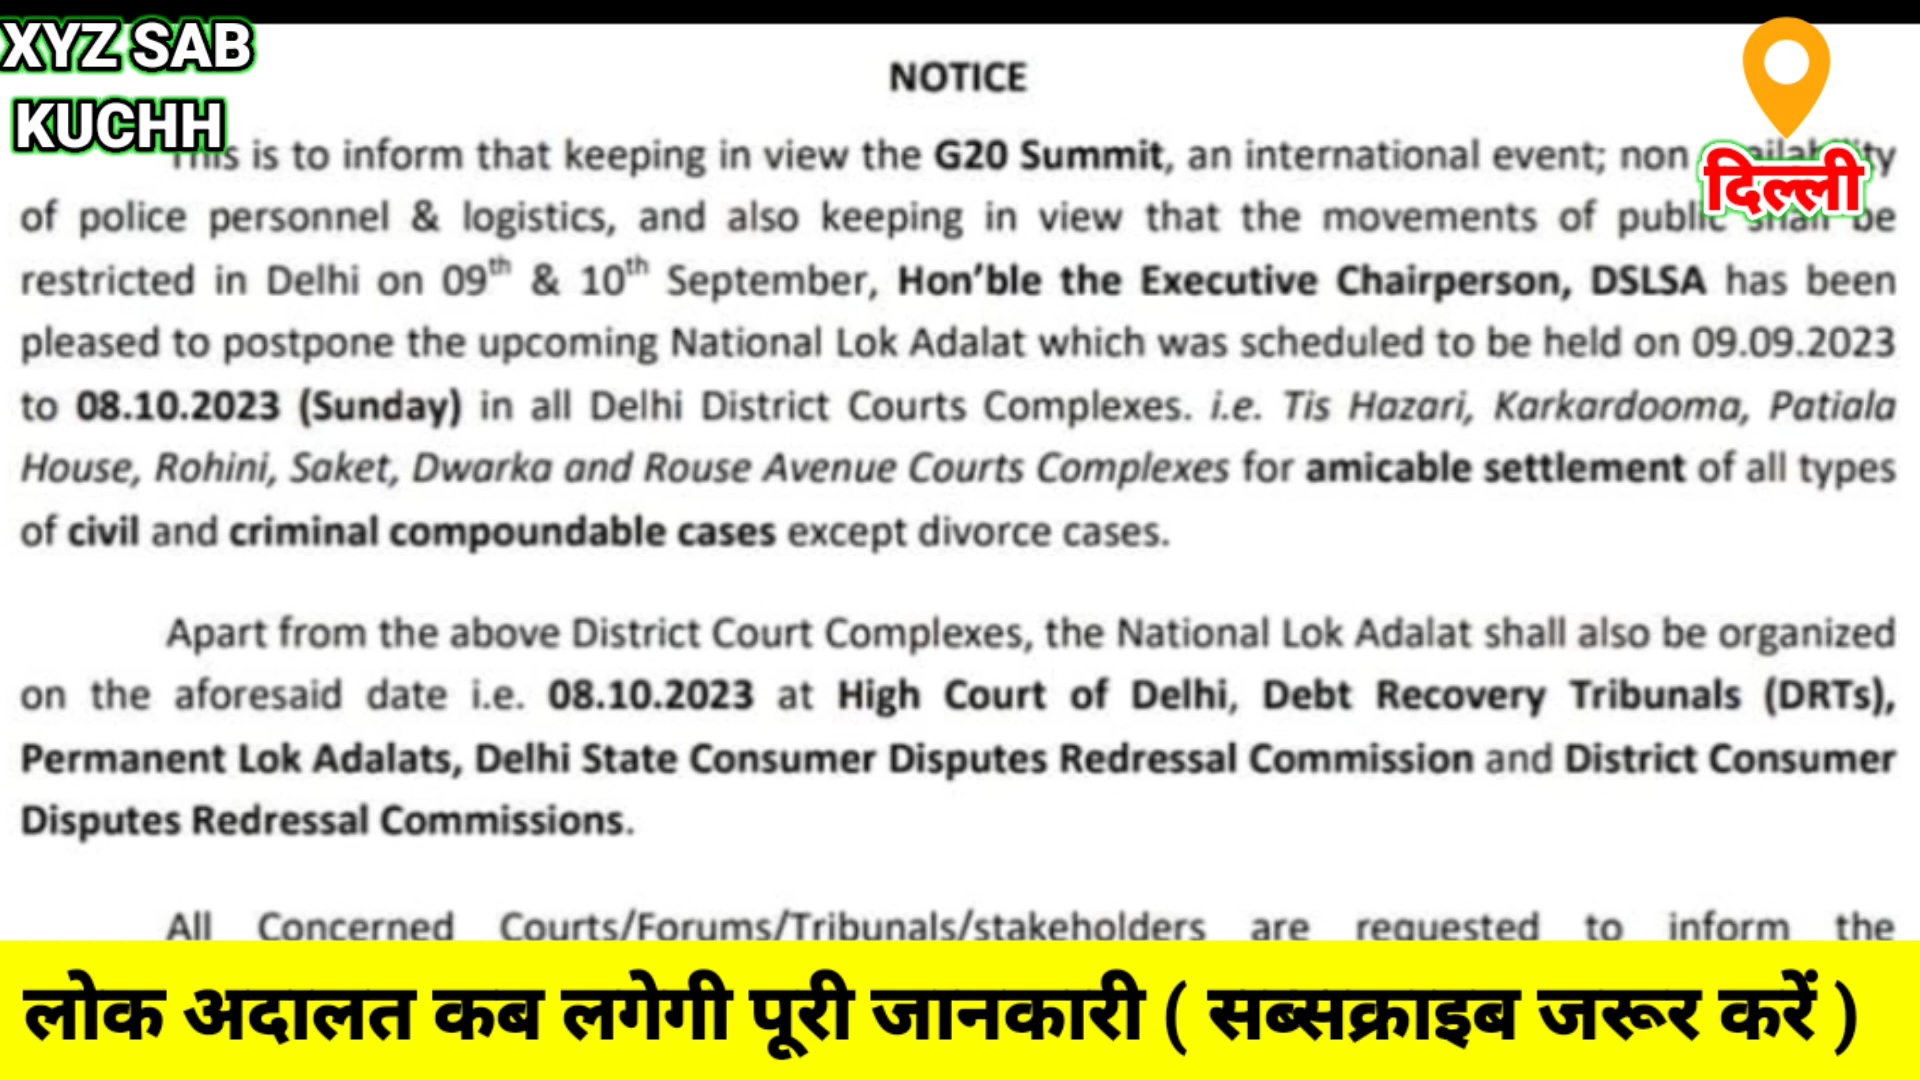 XYZ SAB
KUCHH
NOTICE
This is to inform that keeping in view the G20 Summit, an international event; non
दिल्ली
of police personnel & logistics, and also keeping in view that the movements of public shall be
restricted in Delhi on 09th & 10th September, Hon'ble the Executive Chairperson, DSLSA has been
pleased to postpone the upcoming National Lok Adalat which was scheduled to be held on 09.09.2023
to 08.10.2023 (Sunday) in all Delhi District Courts Complexes. i.e. Tis Hazari, Karkardooma, Patiala
House, Rohini, Saket, Dwarka and Rouse Avenue Courts Complexes for amicable settlement of all types
of civil and criminal compoundable cases except divorce cases.
Apart from the above District Court Complexes, the National Lok Adalat shall also be organized
on the aforesaid date i.e. 08.10.2023 at High Court of Delhi, Debt Recovery Tribunals (DRTs),
Permanent Lok Adalats, Delhi State Consumer Disputes Redressal Commission and District Consumer
Disputes Redressal Commissions.
All Concerned Courts/Forums/Tribunals/stakeholders are requested to inform the
लोक अदालत कब लगेगी पूरी जानकारी ( सब्सक्राइब जरूर करें )